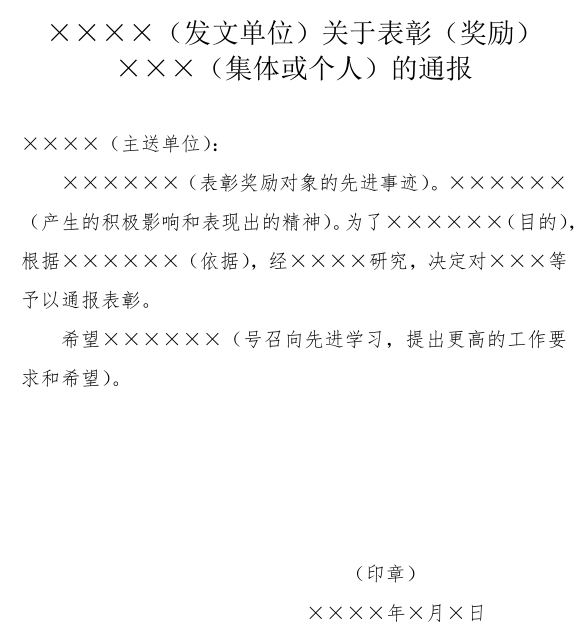 ××××（发文单位）关于表彰（奖励）
×××（集体或个人）的通报
××××（主送单位）：
××××××（表彰奖励对象的先进事迹）。××××××
（产生的积极影响和表现出的精神）。为了××××××（目的），
根据××××××（依据），经××××研究，决定对×××等
予以通报表彰。
希望××××××（号召向先进学习，提出更高的工作要
求和希望）。
（印章）
××××年×月×日